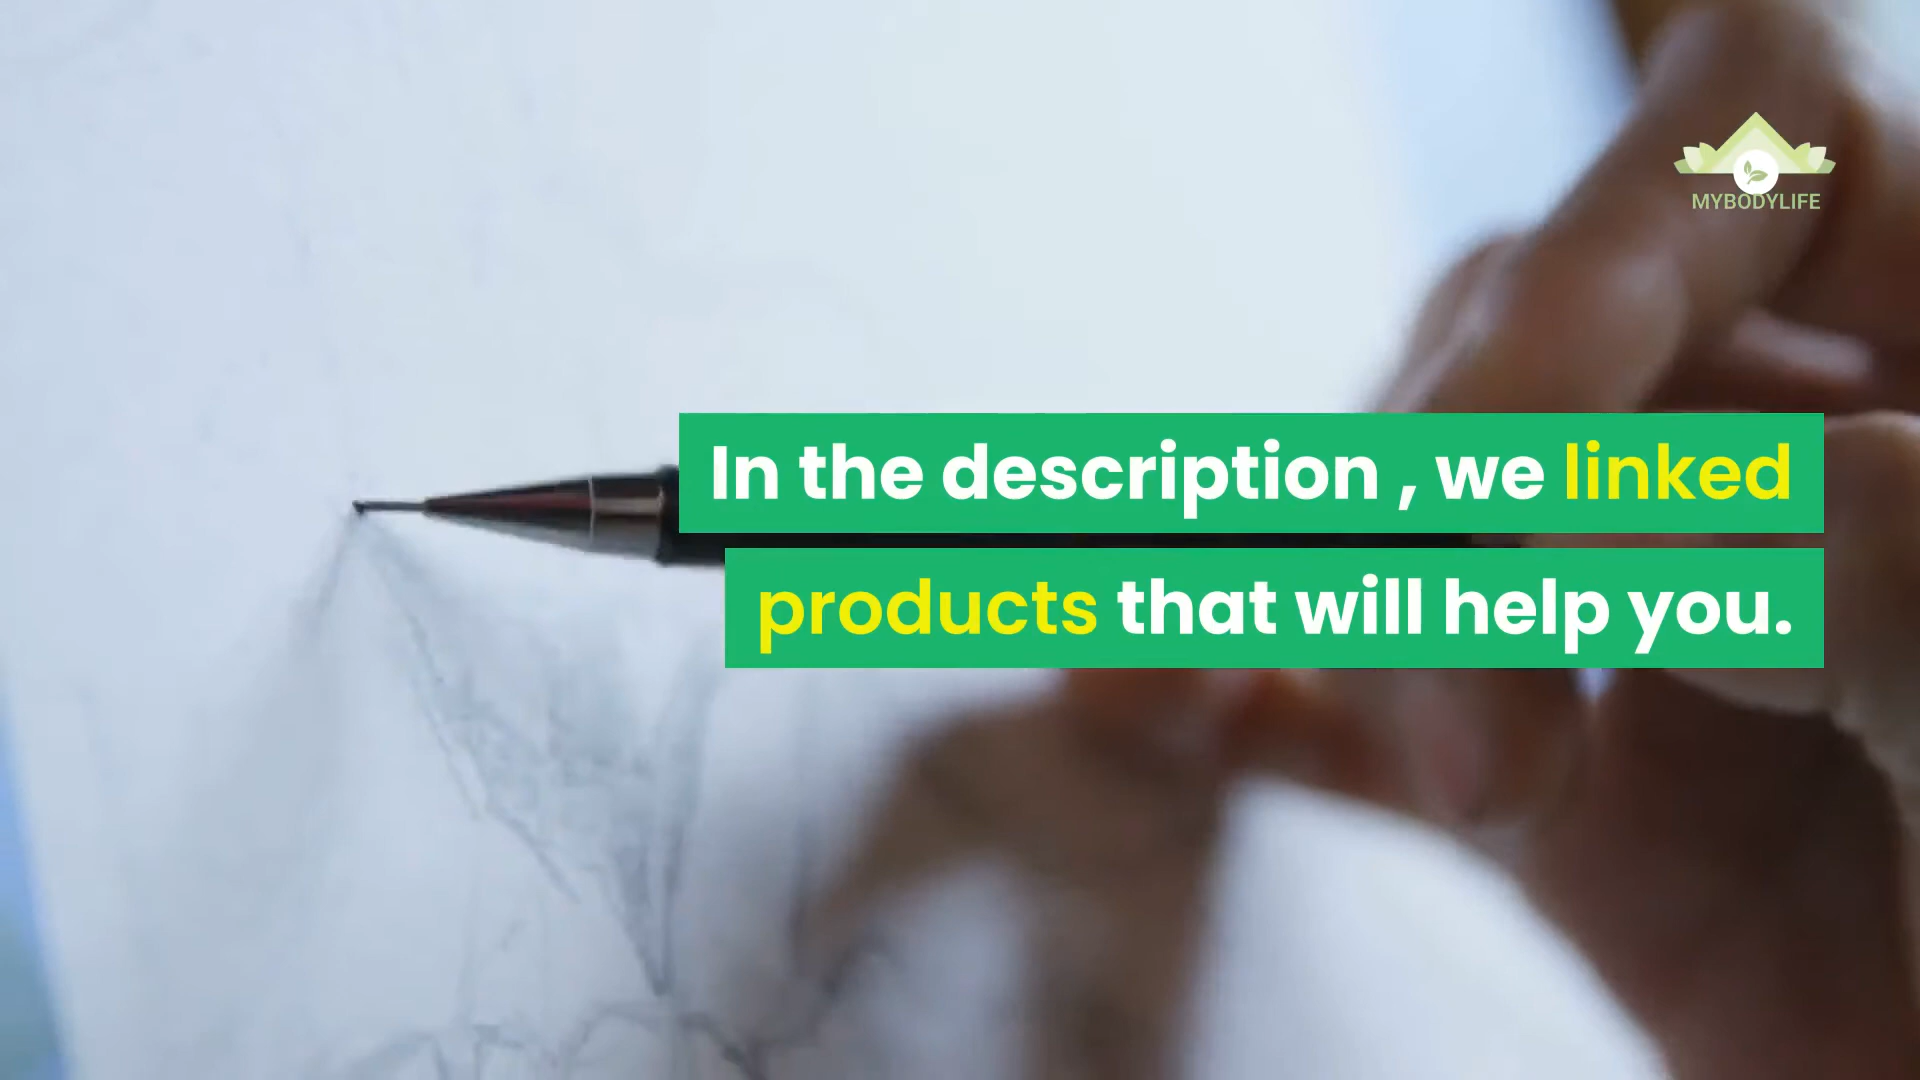 MYBODYLIFE
In the description , we linked
products that will help you.